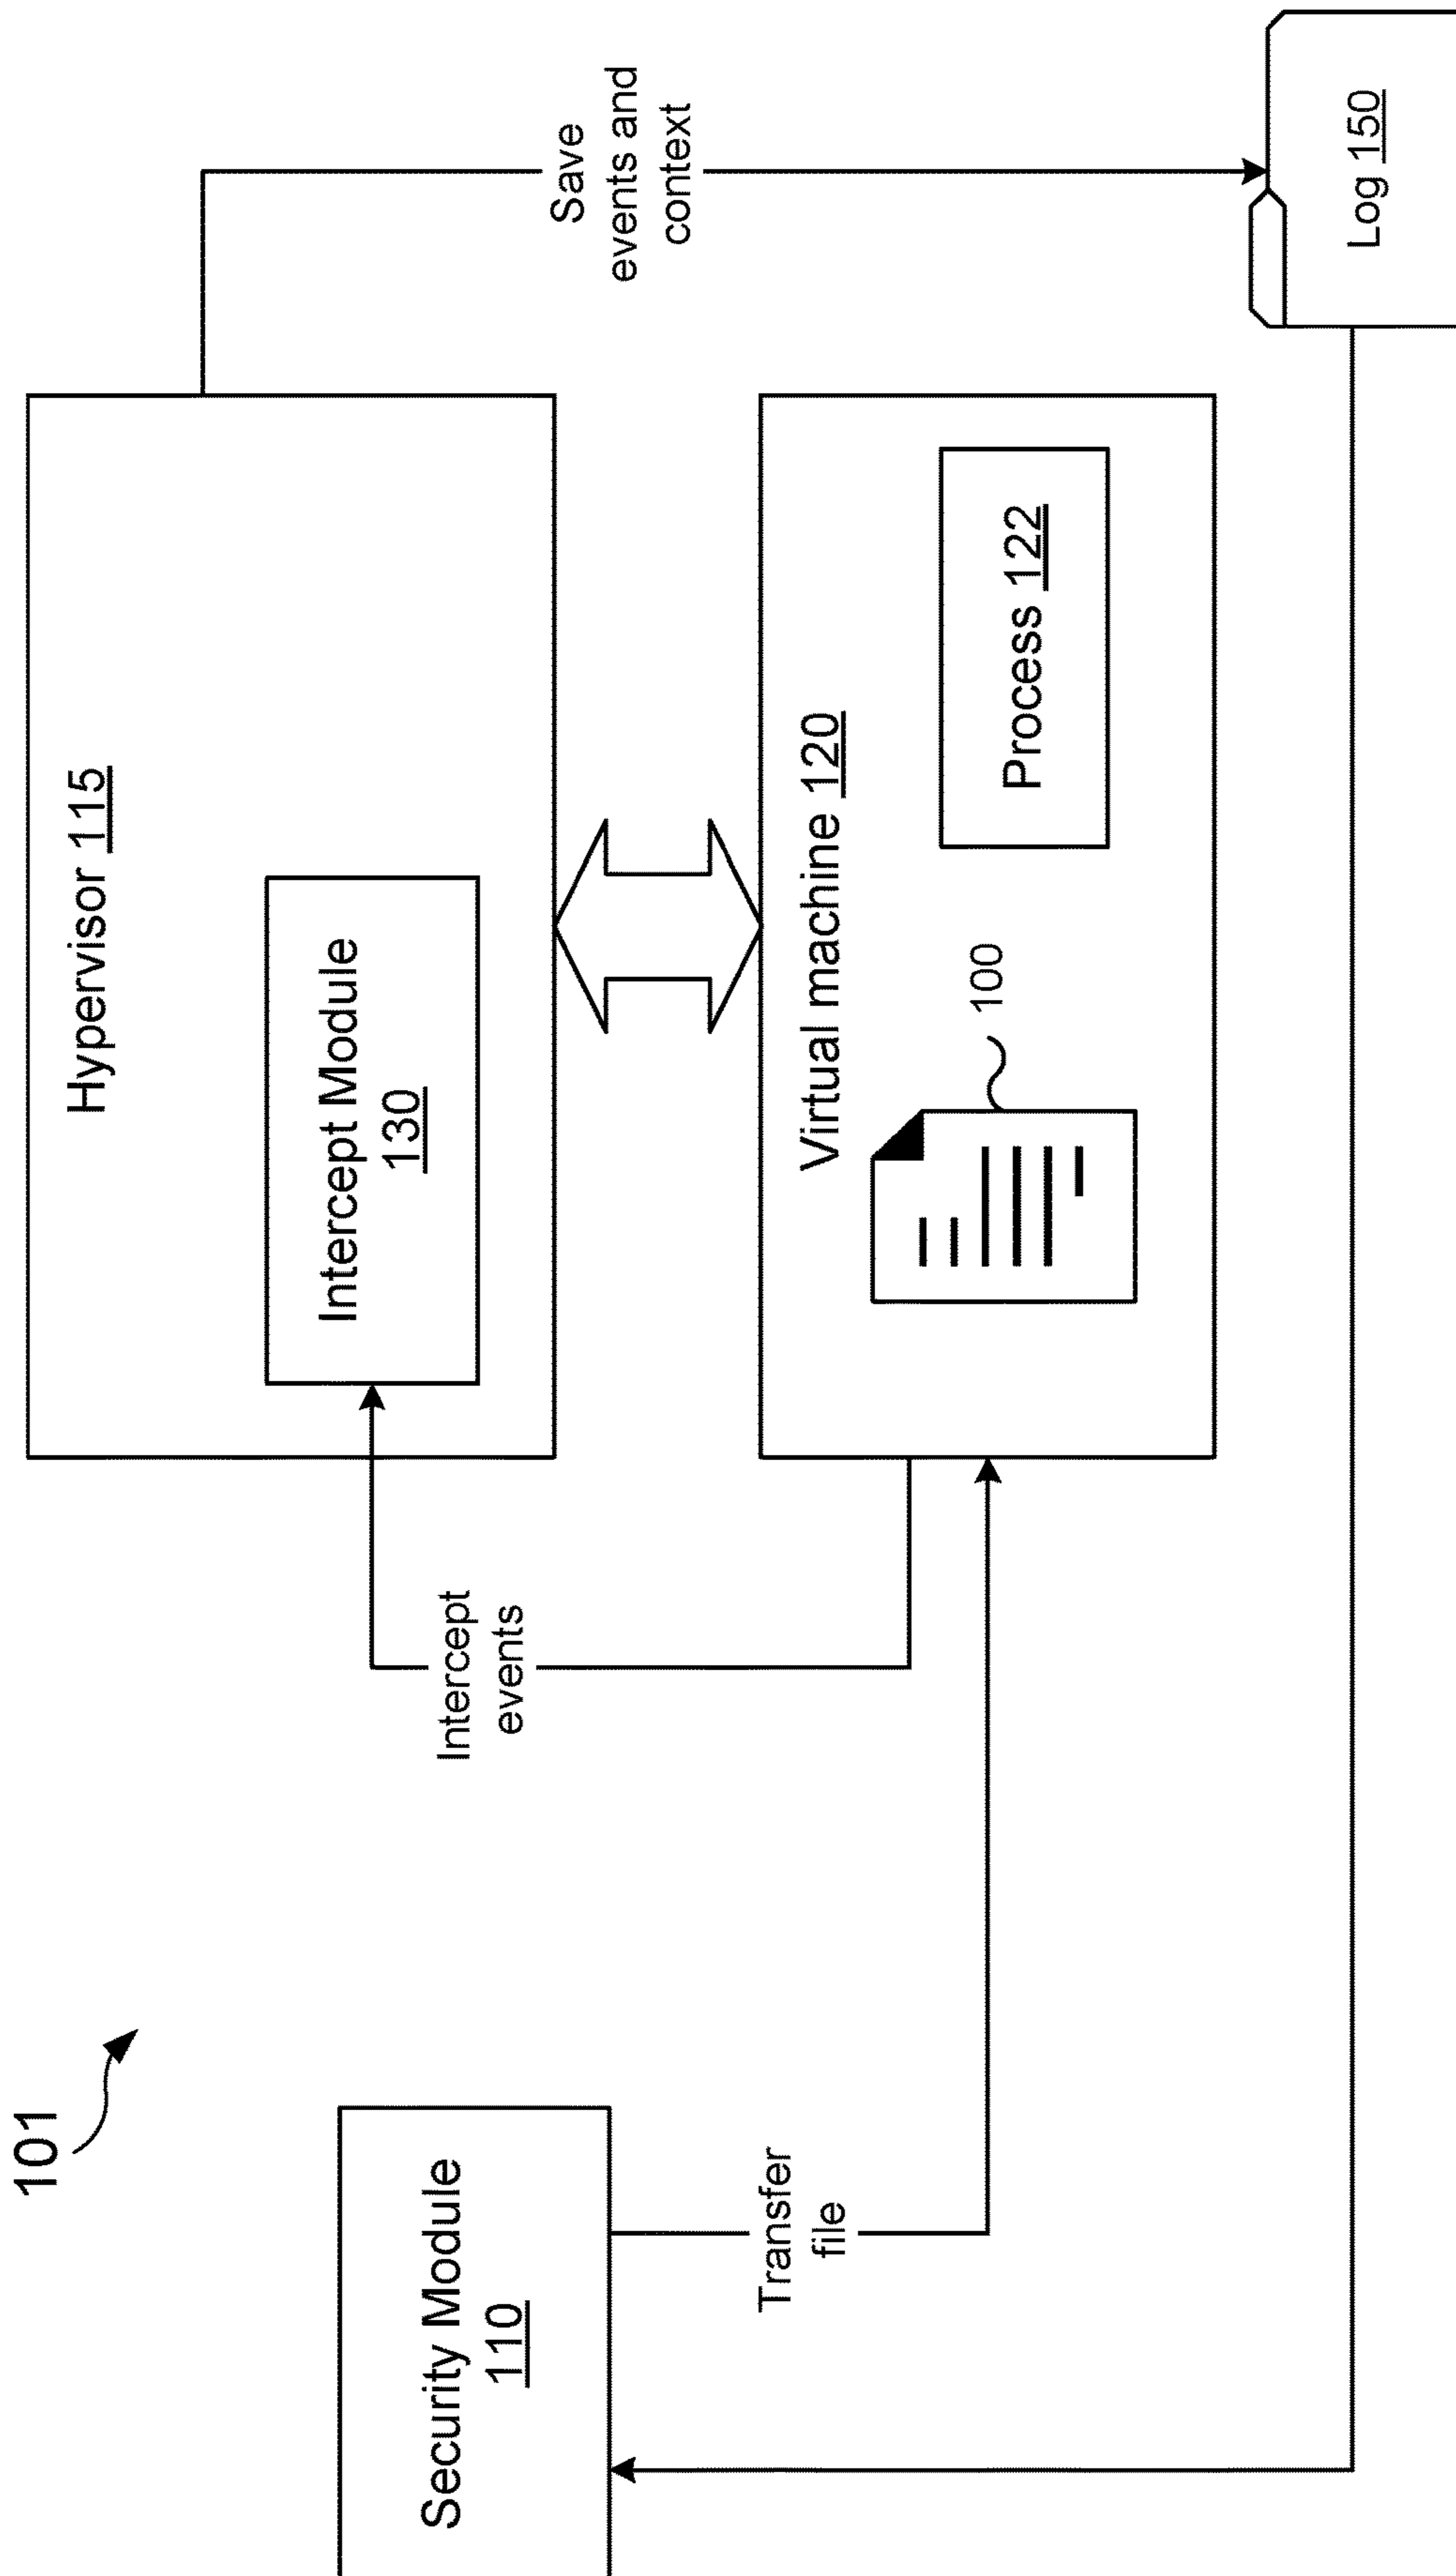 101
Hypervisor 115
Intercept Module
130
Security Module
110
Intercept
events
Save
events and
context
Transfer
file
Virtual machine 120
100
Process 122
Log 150